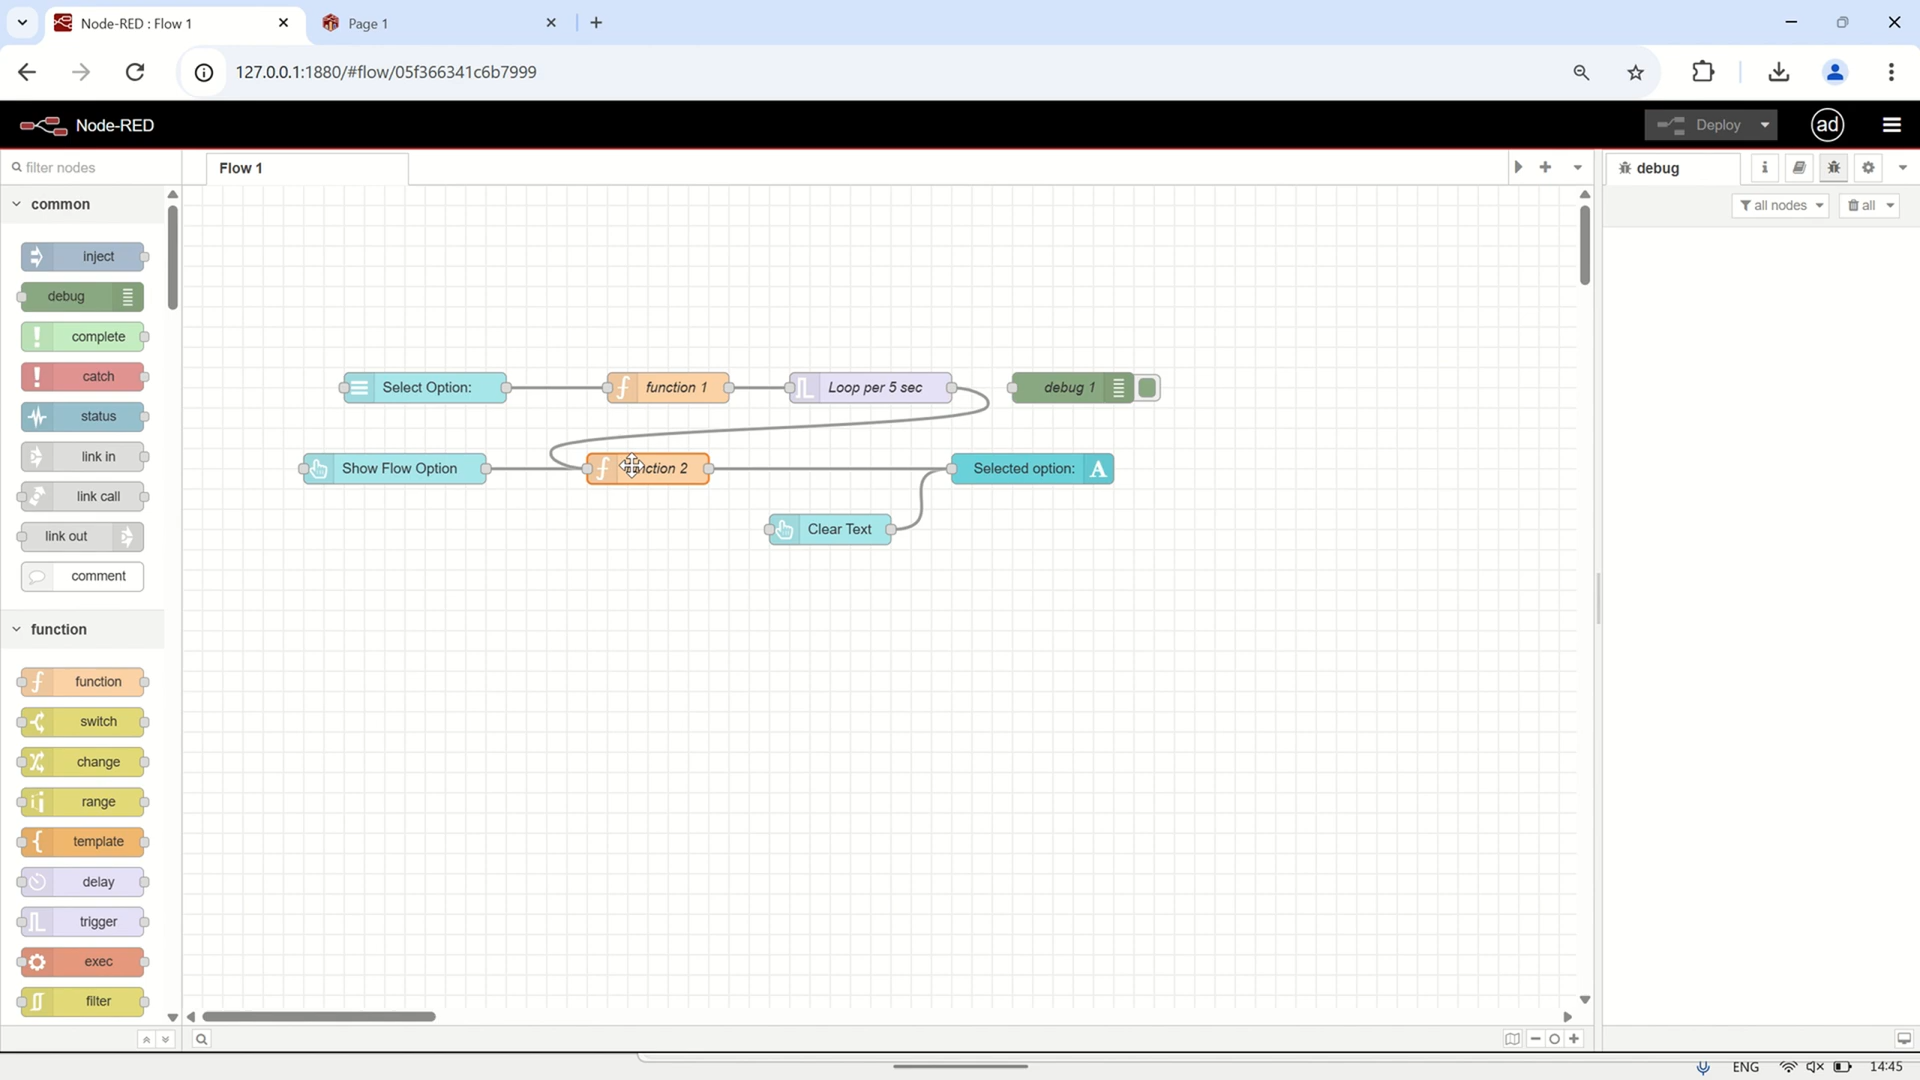 Node-RED : Flow 1
Page 1
127.0.0.1:1880/#flow/05f366341c6b7999
Node-RED
Deploy
ad
filter nodes
Flow 1
debug
i
common
all nodes
all
inject
debug
complete
catch
status
link in
link call
link out
comment
function
function
switch
change
range
template
delay
trigger
exec
filter
Select Option:
function 1
Loop per 5 sec
debug 1
Show Flow Option
nction 2
Selected option:
A
Clear Text
ENG
14:45